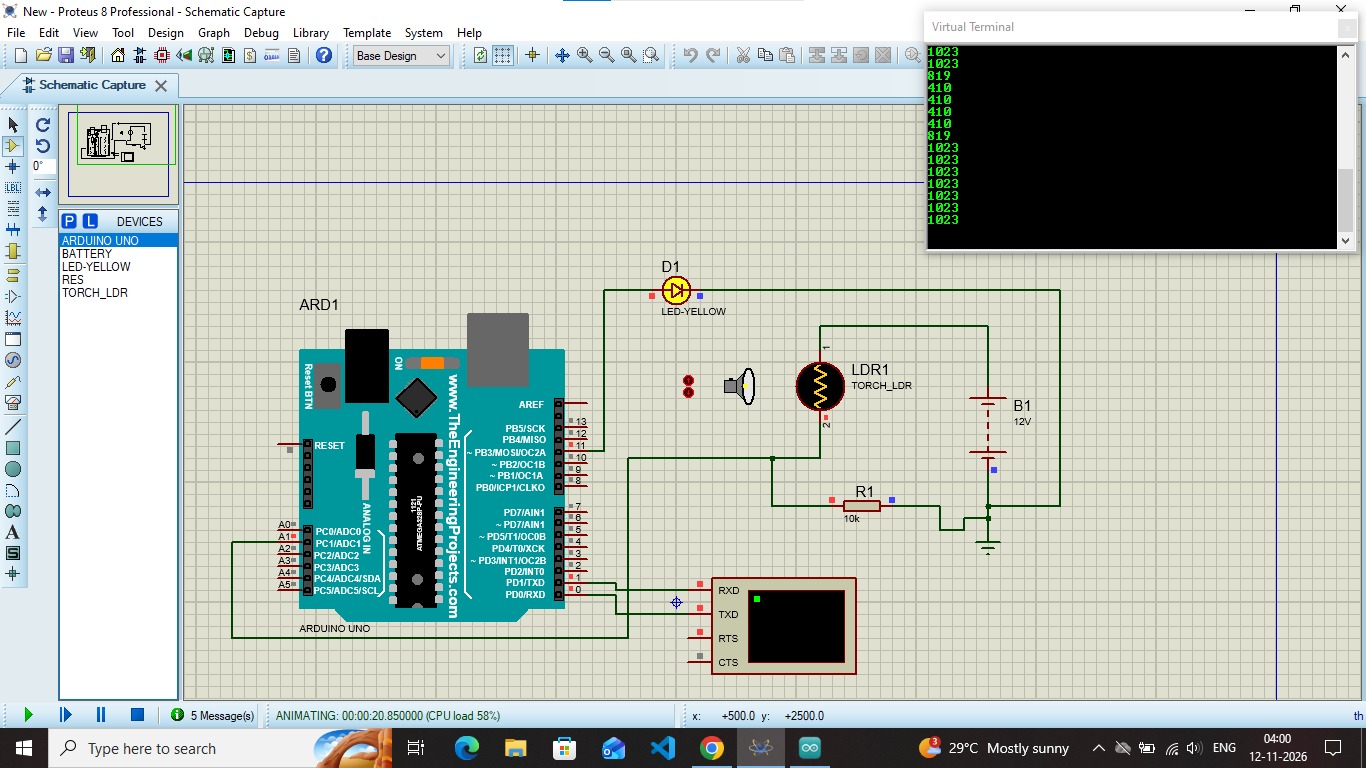 New - Proteus 8 Professional - Schematic Capture
File Edit View Tool Design Graph Debug Library Template System Help
Base Design
Schematic Capture
0°
P L DEVICES
ARDUINO UNO
BATTERY
LED-YELLOW
RES
TORCH_LDR
LBL
A
S
Virtual Terminal
1023
1023
819
410
410
410
410
819
1023
1023
1023
1023
1023
1023
1023
D1
LED-YELLOW
ARD1
Reset BTN
ON
www.TheEngineeringProjects.com
ANALOG IN
1121
ATMEGA328P-PU
RESET
AREF
PB5/SCK 13
PB4/MISO 12
~ PB3/MOSI/OC2A 11
~ PB2/OC1B 10
~ PB1/OC1A 9
PB0/ICP1/CLKO 8
PD7/AIN1 7
~ PD7/AIN1 6
~ PD5/T1/OC0B 5
PD4/T0/XCK 4
~ PD3/INT1/OC2B 3
PD2/INT0 2
PD1/TXD 1
PD0/RXD 0
A0 PC0/ADC0
A1 PC1/ADC1
A2 PC2/ADC2
A3 PC3/ADC3
A4 PC4/ADC4/SDA
A5 PC5/ADC5/SCL
ARDUINO UNO
1
LDR1
TORCH_LDR
2
B1
12V
R1
10k
RXD
TXD
RTS
CTS
5 Message(s)
ANIMATING: 00:00:20.850000 (CPU load 58%)
x: +500.0 y: +2500.0
th
Type here to search
29°C Mostly sunny
ENG
04:00
12-11-2026